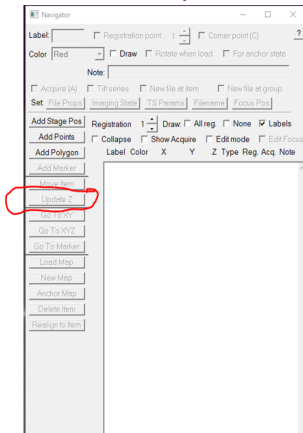 Navigator
Label: Registration point 1 Corner point (C) ?
Color Red Draw Rotate when load For anchor state
Note:
Acquire (A) Tilt series New file at item New file at group
Set: File Props Imaging State TS Params Filename Focus Pos
Add Stage Pos Registration 1 Draw: All reg. None Labels
Add Points Collapse Show Acquire Edit mode Edit Focus
Add Polygon Label Color X Y Z Type Reg. Acq. Note
Add Marker
Move Item
Update Z
Go To XY
Go To XYZ
Go To Marker
Load Map
New Map
Anchor Map
Delete Item
Realign to Item